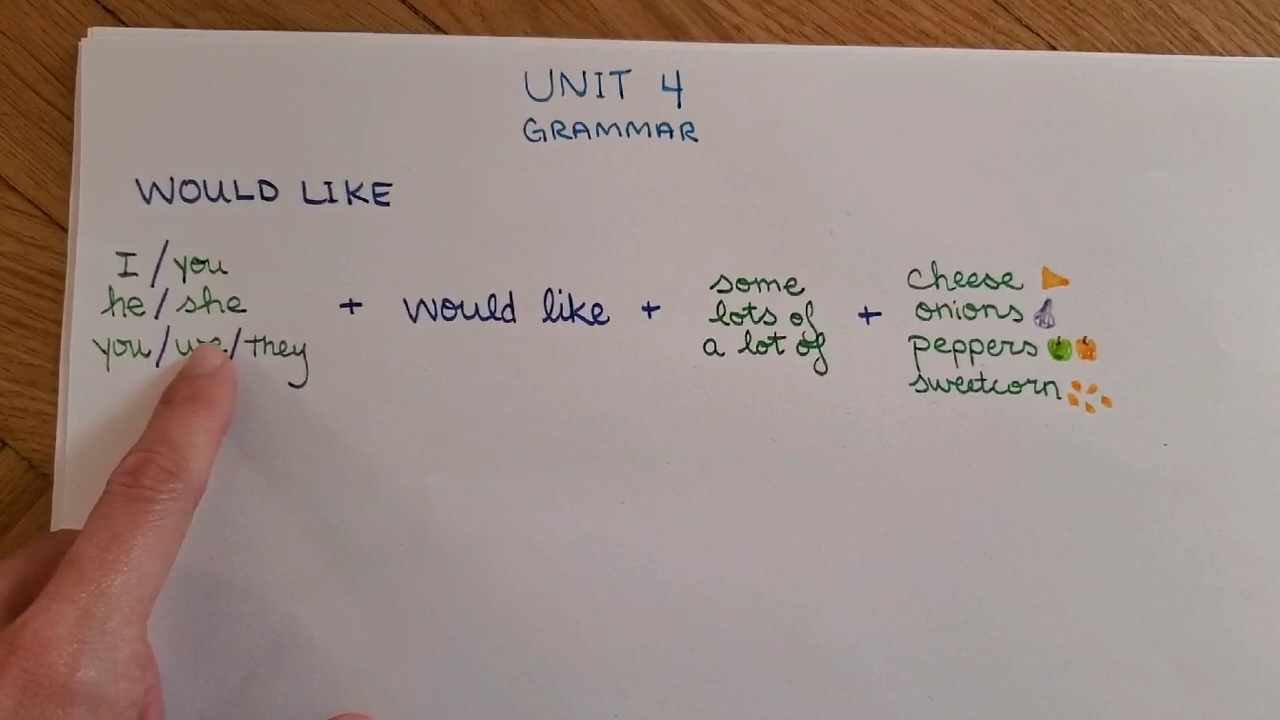 UNIT 4
GRAMMAR
WOULD LIKE
I / you
he / she
you / we / they
+ would like +
some
lots of
a lot of
+
cheese
onions
peppers
sweetcorn